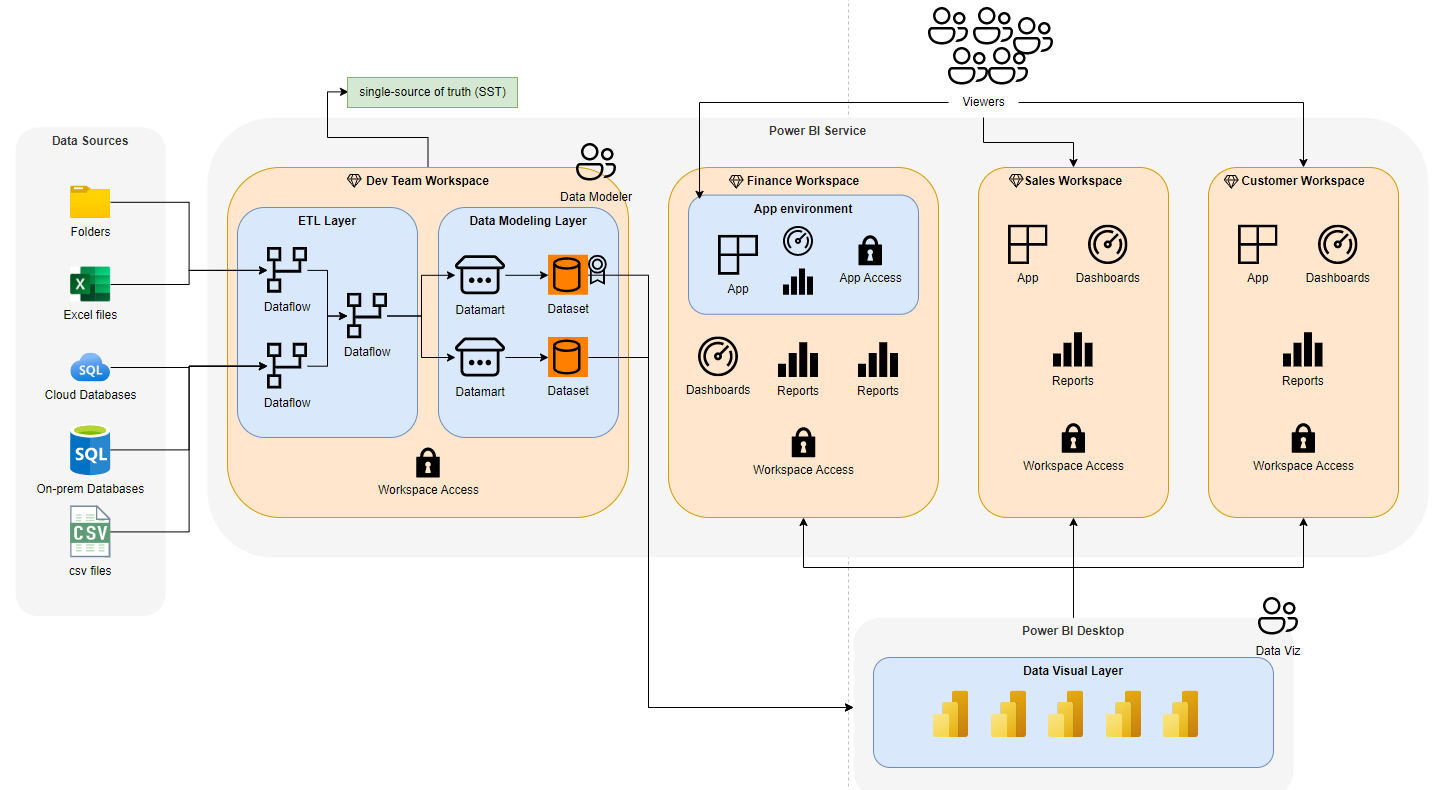 Viewers
single-source of truth (SST)
Data Sources
Folders
Excel files
X
SQL
Cloud Databases
SQL
On-prem Databases
CSV
csv files
Power BI Service
Dev Team Workspace
Data Modeler
ETL Layer
Dataflow
Dataflow
Dataflow
Data Modeling Layer
Datamart
Dataset
Datamart
Dataset
Workspace Access
Finance Workspace
App environment
App
App Access
Dashboards
Reports
Reports
Workspace Access
Sales Workspace
App
Dashboards
Reports
Workspace Access
Customer Workspace
App
Dashboards
Reports
Workspace Access
Power BI Desktop
Data Viz
Data Visual Layer